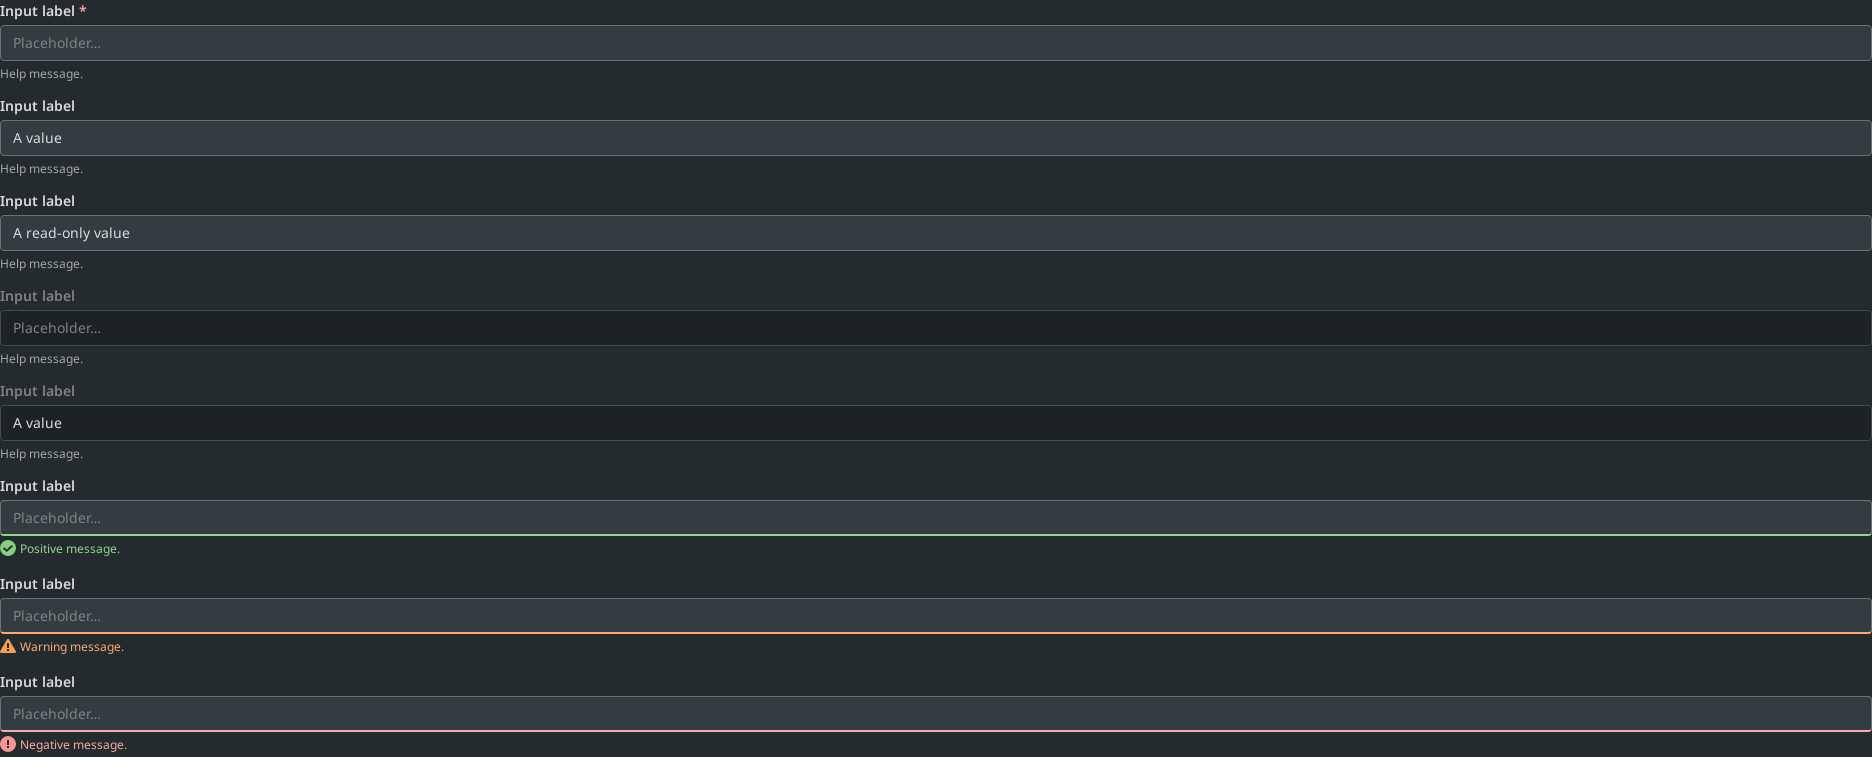 Input label *
Placeholder...
Help message.
Input label
A value
Help message.
Input label
A read-only value
Help message.
Input label
Placeholder...
Help message.
Input label
A value
Help message.
Input label
Placeholder...
Positive message.
Input label
Placeholder...
Warning message.
Input label
Placeholder...
Negative message.